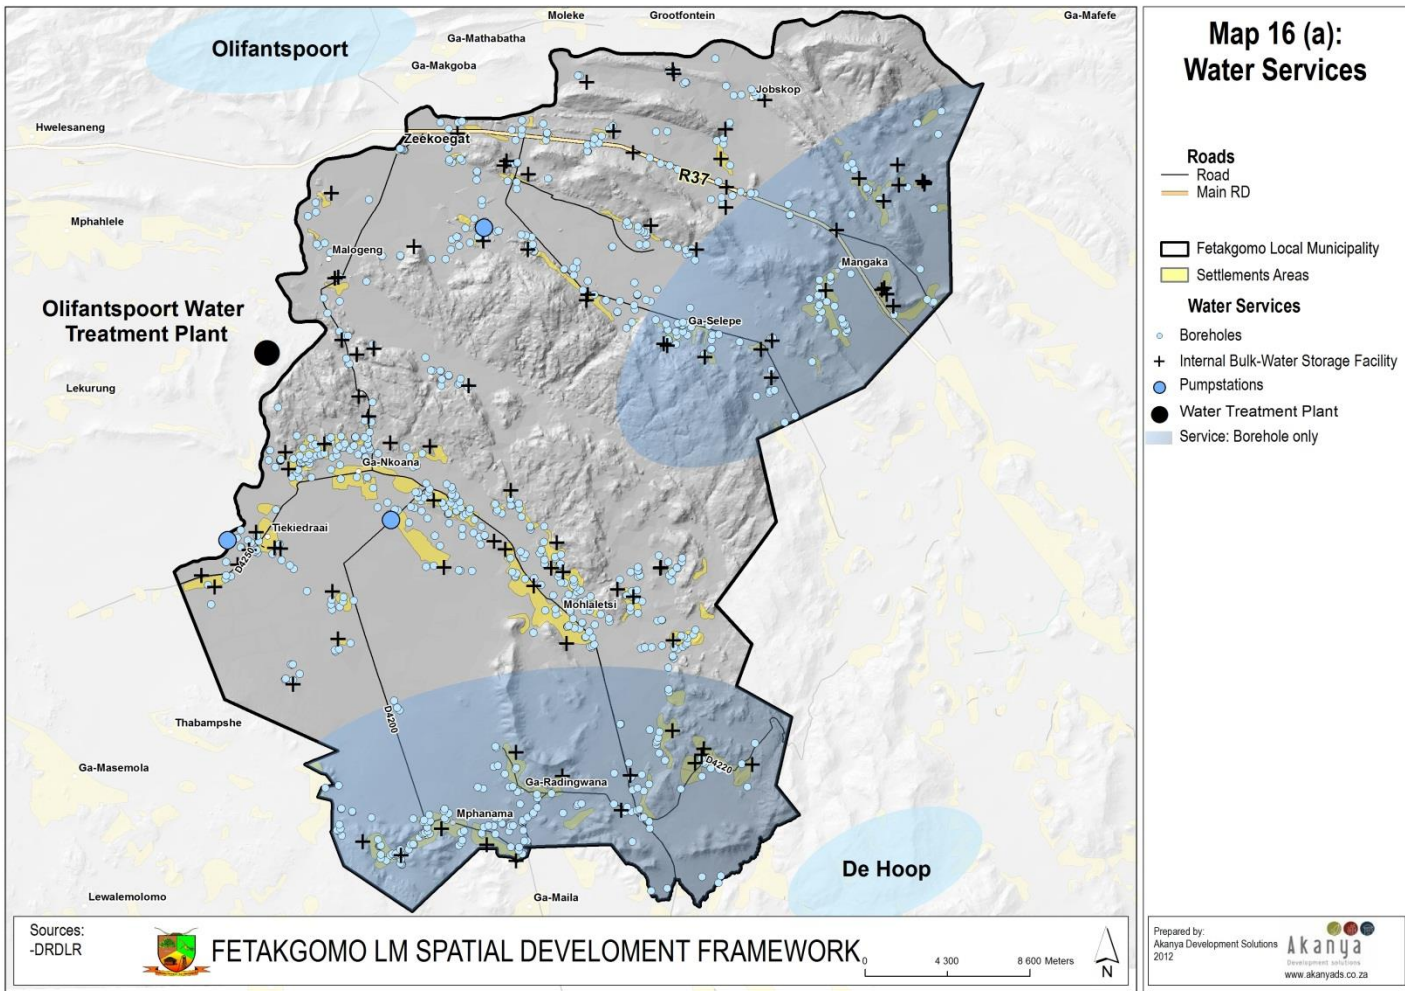 Moleke
Grootfontein
Ga-Mafefe
Olifantspoort
Ga-Mathabatha
Ga-Makgoba
Jobskop
Hwelesaneng
Zeekoegat
R37
Mphahlele
Malogeng
Mangaka
Olifantspoort Water
Treatment Plant
Ga-Selepe
Lekurung
Ga-Nkoana
Tiekiedraai
D4250
Mohlaletsi
Thabampshe
D4200
Ga-Masemola
D4220
Ga-Radingwana
Mphanama
De Hoop
Lewalemolomo
Ga-Maila
Sources:
-DRDLR
FETAKGOMO LM SPATIAL DEVELOMENT FRAMEWORK
0 4 300 8 600 Meters
N
Map 16 (a):
Water Services
Roads
Road
Main RD
Fetakgomo Local Municipality
Settlements Areas
Water Services
Boreholes
Internal Bulk-Water Storage Facility
Pumpstations
Water Treatment Plant
Service: Borehole only
Prepared by:
Akanya Development Solutions
2012
Akanya
Development solutions
www.akanyads.co.za